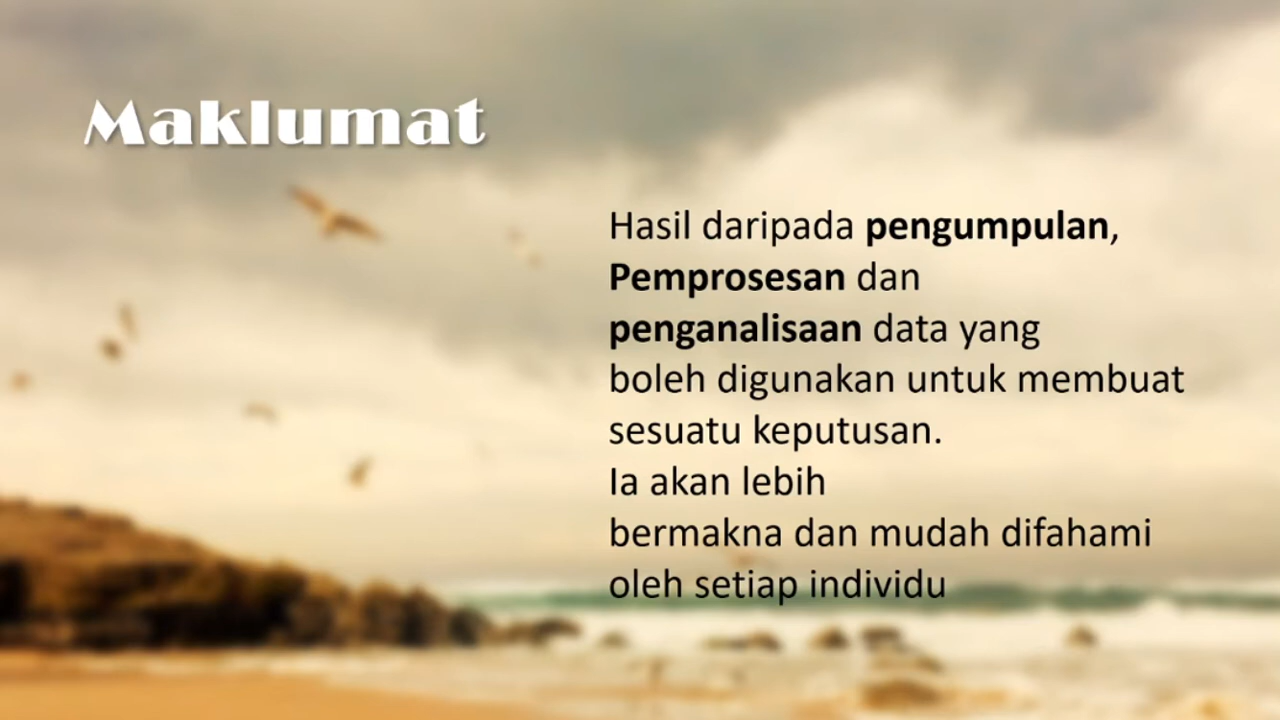 Maklumat
Hasil daripada pengumpulan,
Pemprosesan dan
penganalisaan data yang
boleh digunakan untuk membuat
sesuatu keputusan.
Ia akan lebih
bermakna dan mudah difahami
oleh setiap individu